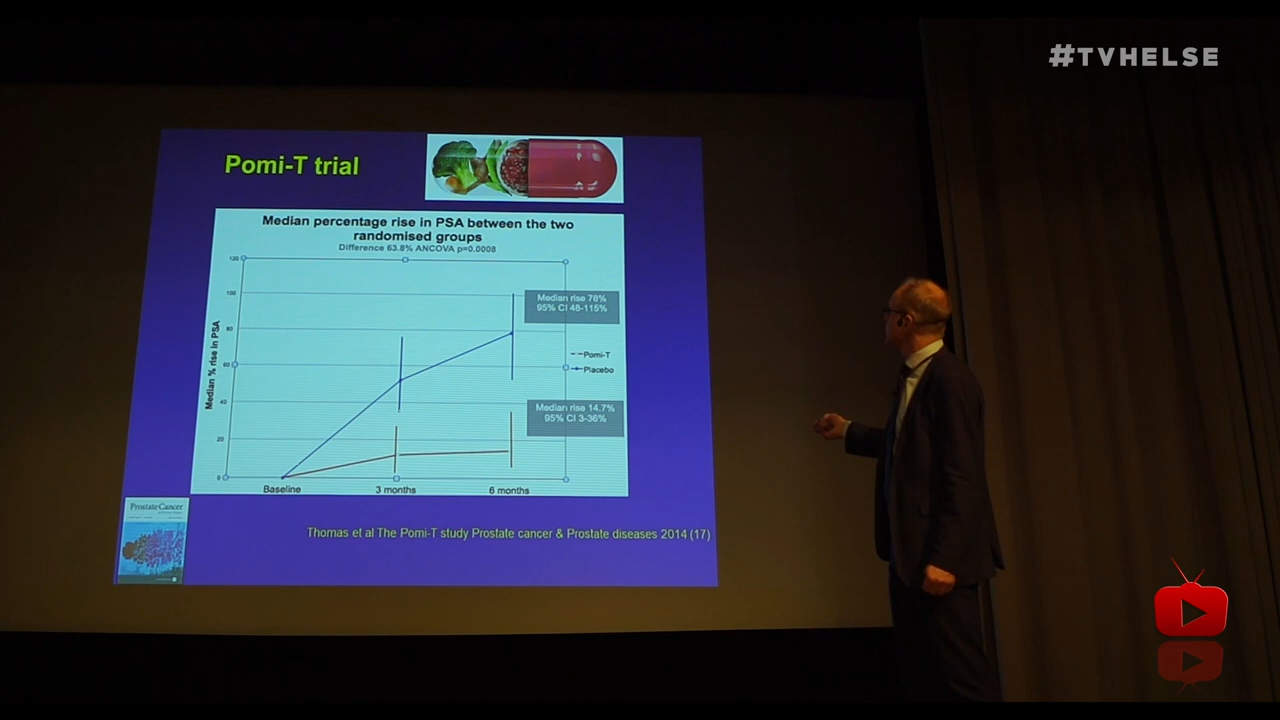 #TVHELSE
Pomi-T trial
Median percentage rise in PSA between the two
randomised groups
Difference 63.8% ANCOVA p=0.0008
120
100
80
60
40
20
0
Median % rise in PSA
Median rise 78%
95% CI 48-115%
Pomi-T
Placebo
Median rise 14.7%
95% CI 3-36%
Baseline 3 months 6 months
Prostate Cancer
Thomas et al The Pomi-T study Prostate cancer & Prostate diseases 2014 (17)